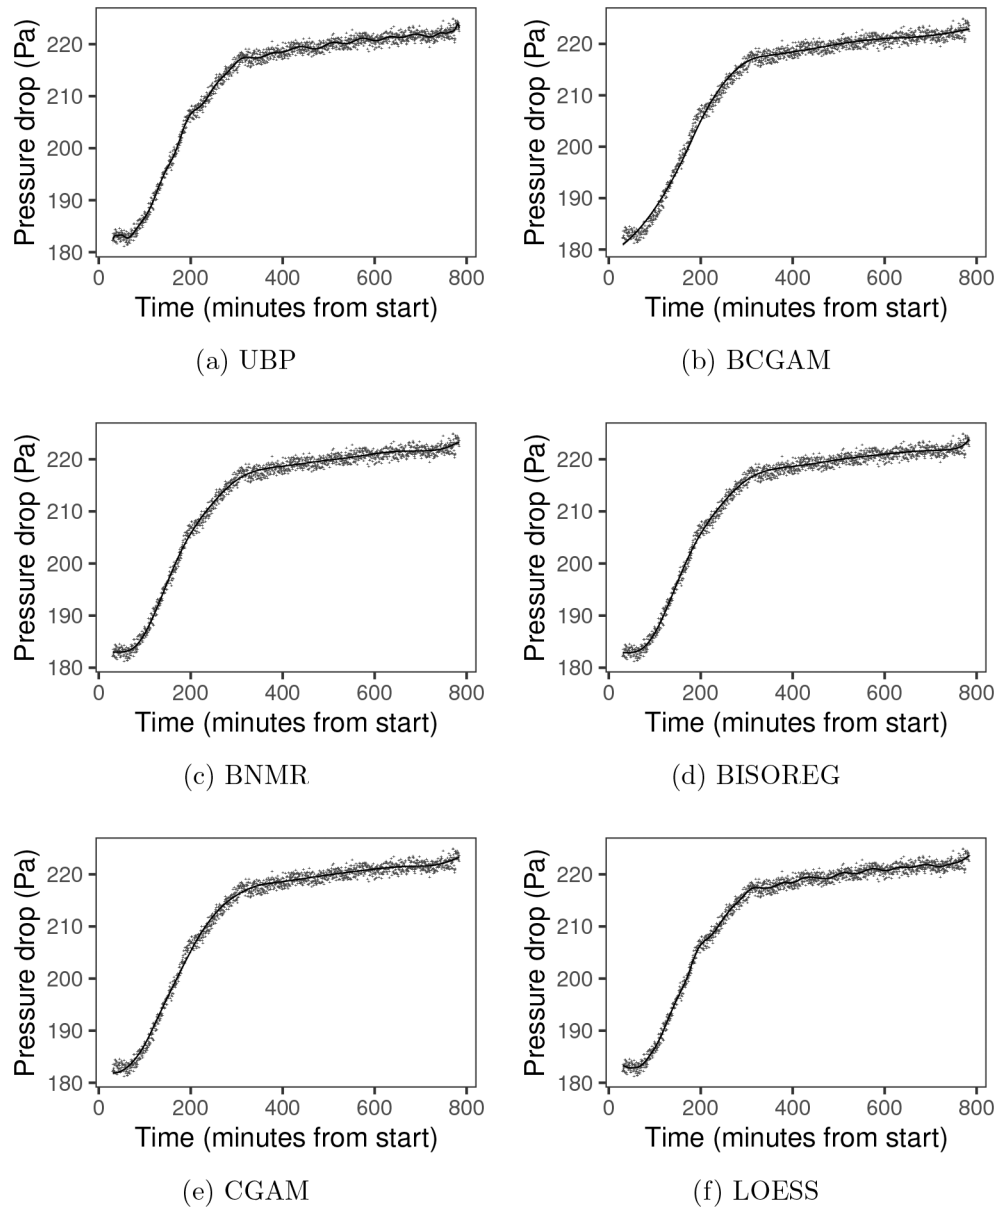 Pressure drop (Pa)
220
210
200
190
180
0 200 400 600 800
Time (minutes from start)
(a) UBP
Pressure drop (Pa)
220
210
200
190
180
0 200 400 600 800
Time (minutes from start)
(b) BCGAM
Pressure drop (Pa)
220
210
200
190
180
0 200 400 600 800
Time (minutes from start)
(c) BNMR
Pressure drop (Pa)
220
210
200
190
180
0 200 400 600 800
Time (minutes from start)
(d) BISOREG
Pressure drop (Pa)
220
210
200
190
180
0 200 400 600 800
Time (minutes from start)
(e) CGAM
Pressure drop (Pa)
220
210
200
190
180
0 200 400 600 800
Time (minutes from start)
(f) LOESS